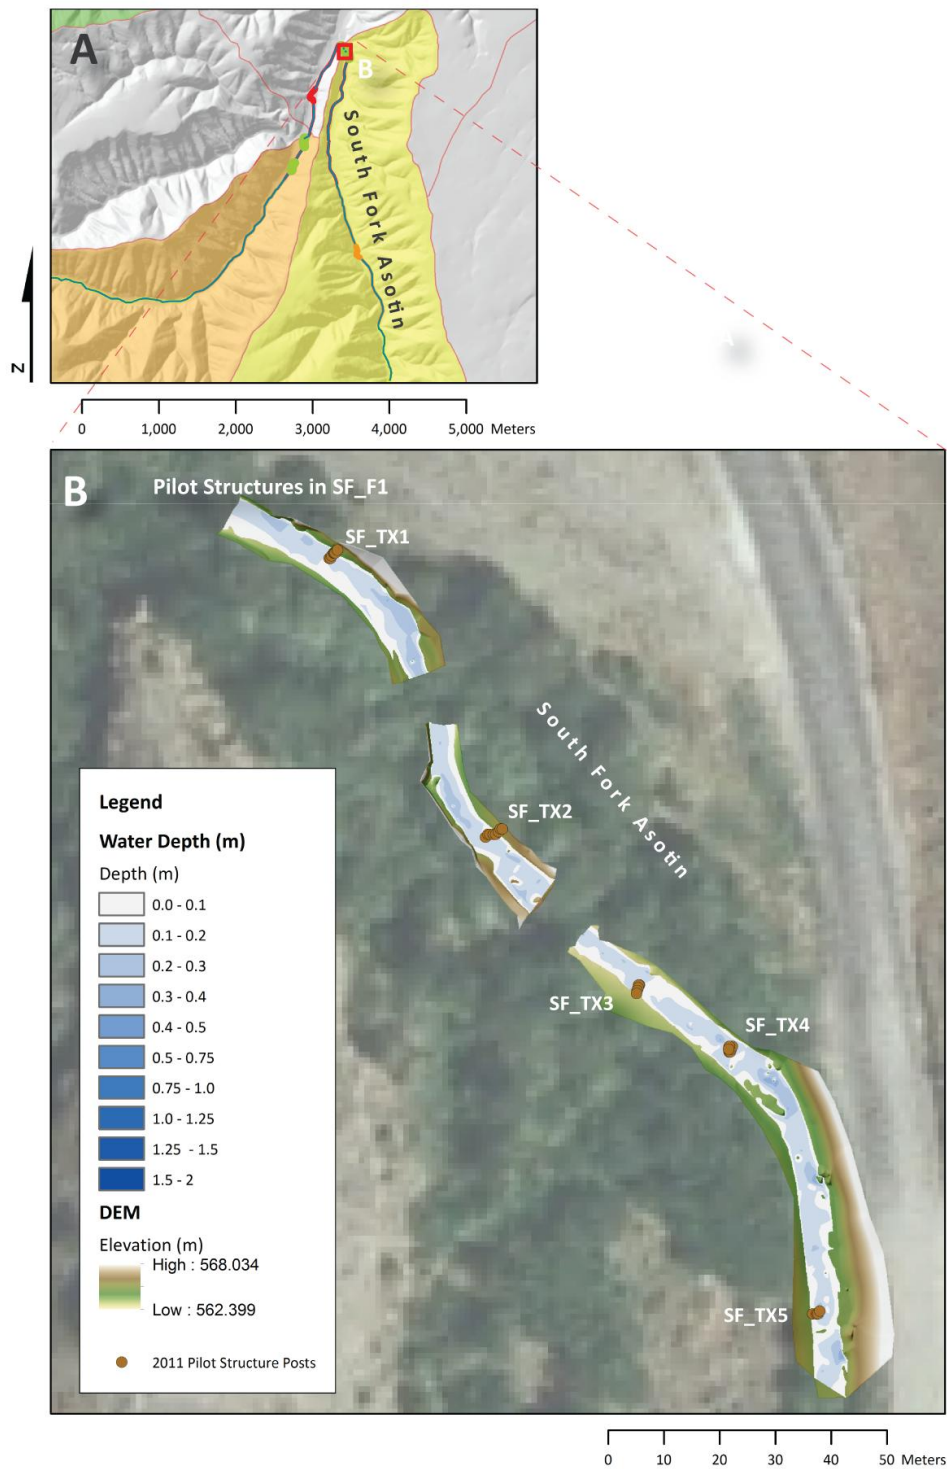 A
B
South Fork Asotin
N
0 1,000 2,000 3,000 4,000 5,000 Meters
B
Pilot Structures in SF_F1
SF_TX1
South Fork Asotin
SF_TX2
SF_TX3
SF_TX4
SF_TX5
Legend
Water Depth (m)
Depth (m)
0.0 - 0.1
0.1 - 0.2
0.2 - 0.3
0.3 - 0.4
0.4 - 0.5
0.5 - 0.75
0.75 - 1.0
1.0 - 1.25
1.25 - 1.5
1.5 - 2
DEM
Elevation (m)
High : 568.034
Low : 562.399
2011 Pilot Structure Posts
0 10 20 30 40 50 Meters